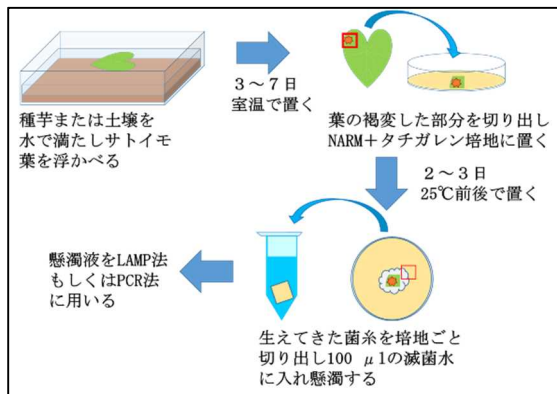 3～7日
室温で置く
種芋または土壌を
水で満たしサトイモ
葉を浮かべる
葉の褐変した部分を切り出し
NARM＋タチガレン培地に置く
2～3日
25℃前後で置く
懸濁液をLAMP法
もしくはPCR法
に用いる
生えてきた菌糸を培地ごと
切り出し100 μlの滅菌水
に入れ懸濁する